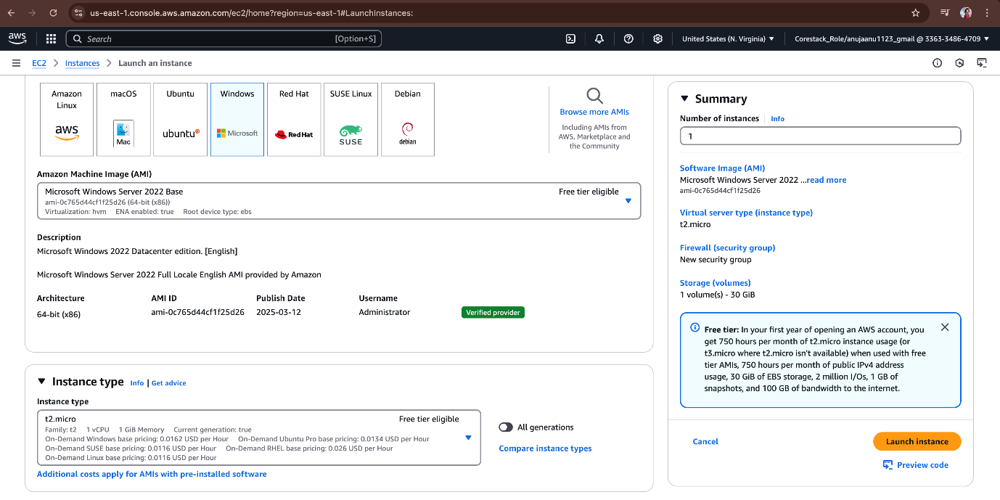 us-east-1.console.aws.amazon.com/ec2/home?region=us-east-1#LaunchInstances:
aws
Search
[Option+S]
United States (N. Virginia)
Corestack_Role/anujaanu1123_gmail @ 3363-3486-4709
EC2
Instances
Launch an instance
Amazon Linux
aws
macOS
Mac
Ubuntu
ubuntu
Windows
Microsoft
Red Hat
Red Hat
SUSE Linux
SUSE
Debian
debian
Browse more AMIs
Including AMIs from
AWS, Marketplace and
the Community
Amazon Machine Image (AMI)
Microsoft Windows Server 2022 Base
Free tier eligible
ami-0c765d44cf1f25d26 (64-bit (x86))
Virtualization: hvm ENA enabled: true Root device type: ebs
Description
Microsoft Windows 2022 Datacenter edition. [English]
Microsoft Windows Server 2022 Full Locale English AMI provided by Amazon
Architecture AMI ID Publish Date Username
64-bit (x86) ami-0c765d44cf1f25d26 2025-03-12 Administrator Verified provider
Instance type Info | Get advice
Instance type
t2.micro Free tier eligible
Family: t2 1 vCPU 1 GiB Memory Current generation: true
On-Demand Windows base pricing: 0.0162 USD per Hour On-Demand Ubuntu Pro base pricing: 0.0134 USD per Hour
On-Demand SUSE base pricing: 0.0116 USD per Hour On-Demand RHEL base pricing: 0.026 USD per Hour
On-Demand Linux base pricing: 0.0116 USD per Hour
All generations
Compare instance types
Additional costs apply for AMIs with pre-installed software
Summary
Number of instances Info
1
Software Image (AMI)
Microsoft Windows Server 2022 ...read more
ami-0c765d44cf1f25d26
Virtual server type (instance type)
t2.micro
Firewall (security group)
New security group
Storage (volumes)
1 volume(s) - 30 GiB
Free tier: In your first year of opening an AWS account, you
get 750 hours per month of t2.micro instance usage (or
t3.micro where t2.micro isn't available) when used with free
tier AMIs, 750 hours per month of public IPv4 address
usage, 30 GiB of EBS storage, 2 million I/Os, 1 GB of
snapshots, and 100 GB of bandwidth to the internet.
Cancel
Launch instance
Preview code